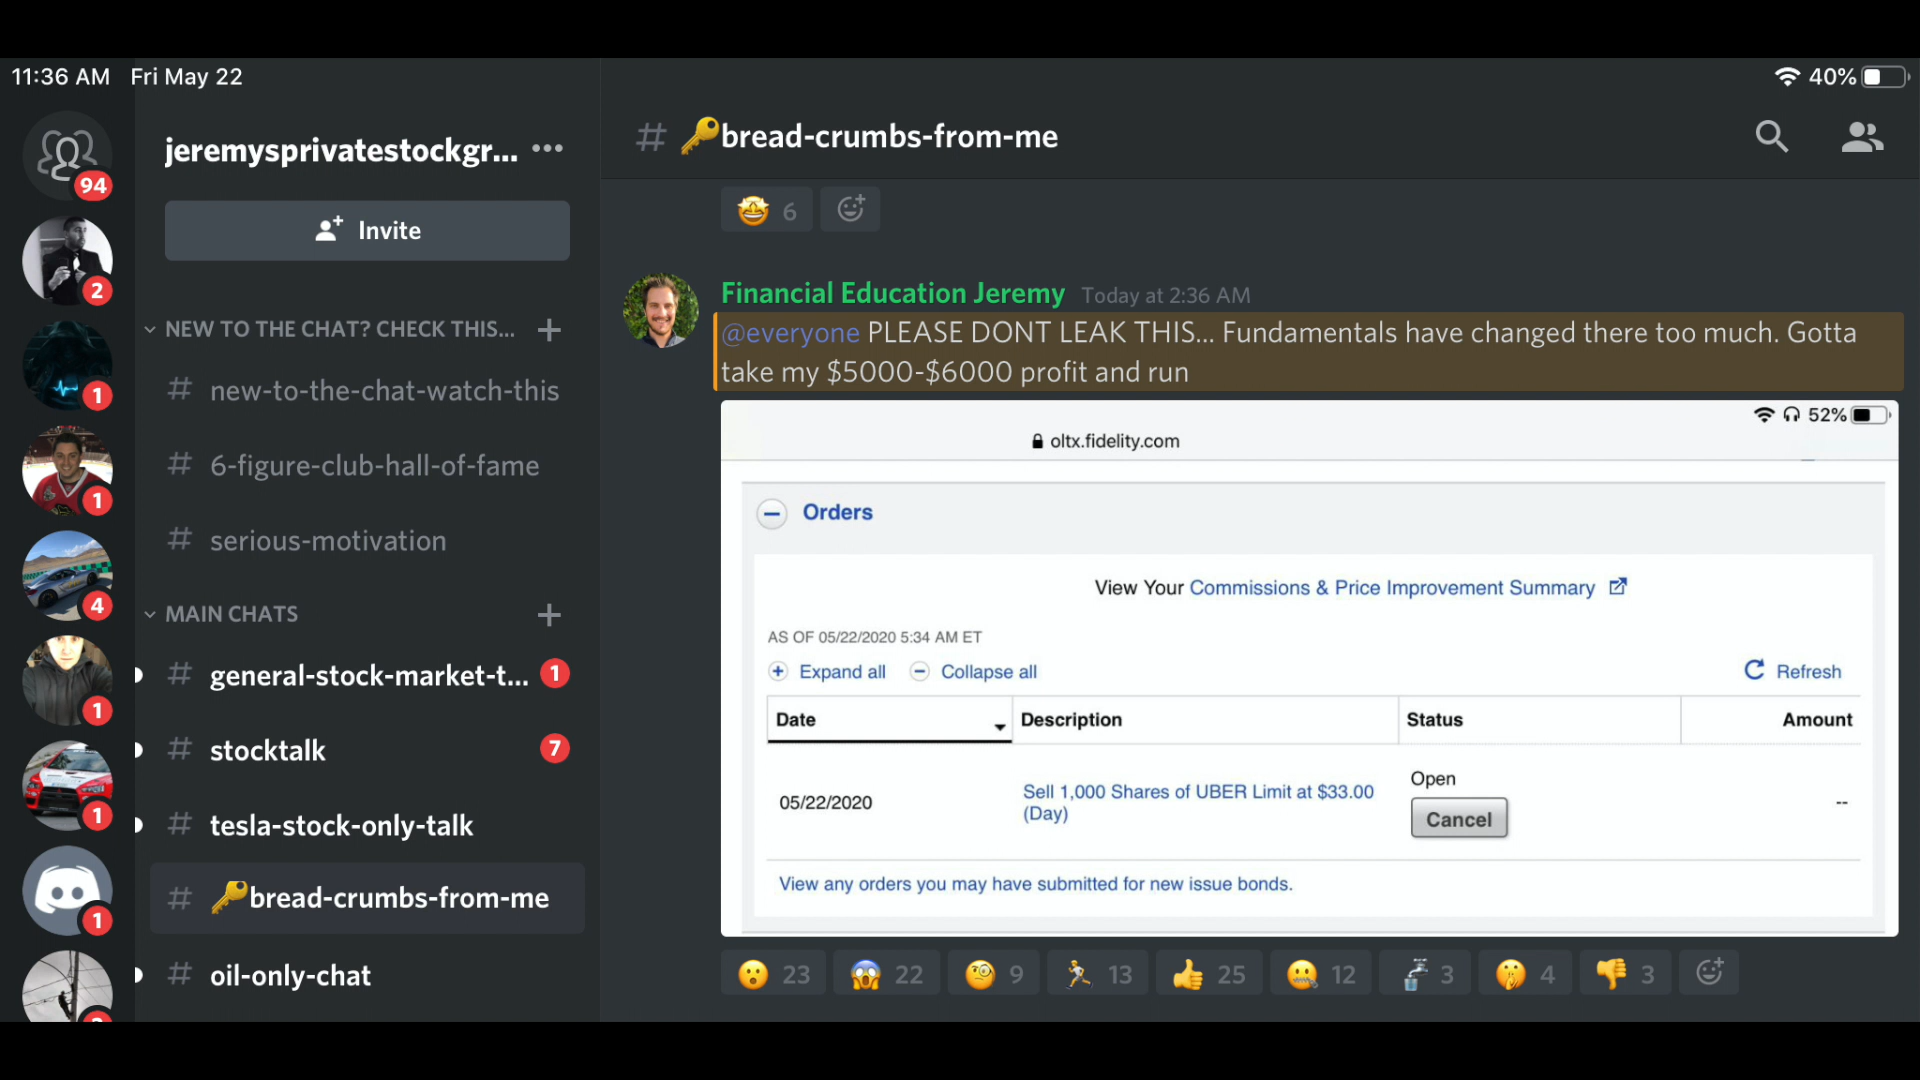 11:36 AM Fri May 22
40%
94
2
1
1
4
1
1
1
jeremysprivatestockgr... •••
Invite
NEW TO THE CHAT? CHECK THIS... +
# new-to-the-chat-watch-this
# 6-figure-club-hall-of-fame
# serious-motivation
MAIN CHATS +
# general-stock-market-t... 1
# stocktalk 7
# tesla-stock-only-talk
# 🔑bread-crumbs-from-me
# oil-only-chat
# 🔑bread-crumbs-from-me
🤩 6
Financial Education Jeremy Today at 2:36 AM
@everyone PLEASE DONT LEAK THIS... Fundamentals have changed there too much. Gotta
take my $5000-$6000 profit and run
52%
oltx.fidelity.com
Orders
View Your Commissions & Price Improvement Summary
AS OF 05/22/2020 5:34 AM ET
Expand all Collapse all Refresh
Date Description Status Amount
05/22/2020
Sell 1,000 Shares of UBER Limit at $33.00
(Day)
Open
Cancel
--
View any orders you may have submitted for new issue bonds.
😮 23 😱 22 🧐 9 🏃 13 👍 25 🤐 12 🚰 3 🤫 4 👎 3